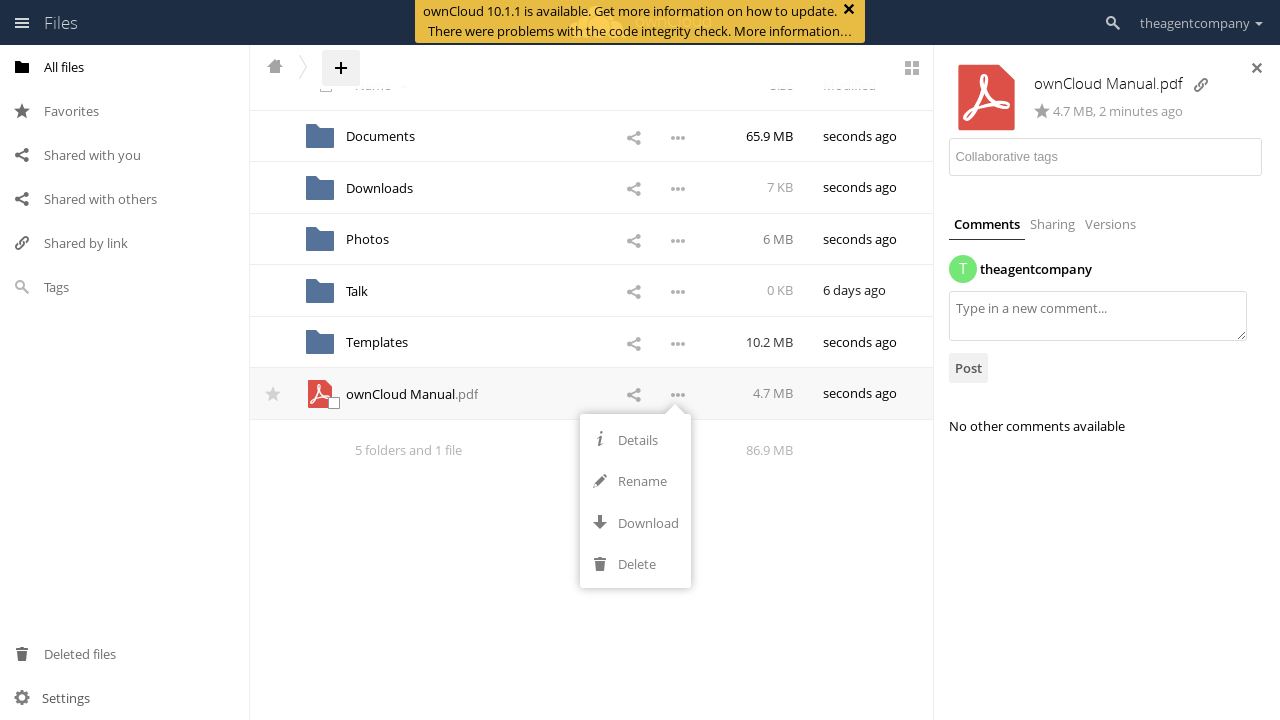 Files
ownCloud 10.1.1 is available. Get more information on how to update.
There were problems with the code integrity check. More information…
theagentcompany
All files
Favorites
Shared with you
Shared with others
Shared by link
Tags
Deleted files
Settings
Name
Size
Modified
Documents
65.9 MB
seconds ago
Downloads
7 KB
seconds ago
Photos
6 MB
seconds ago
Talk
0 KB
6 days ago
Templates
10.2 MB
seconds ago
ownCloud Manual.pdf
4.7 MB
seconds ago
5 folders and 1 file
86.9 MB
Details
Rename
Download
Delete
ownCloud Manual.pdf
4.7 MB, 2 minutes ago
Collaborative tags
Comments
Sharing
Versions
T
theagentcompany
Type in a new comment...
Post
No other comments available